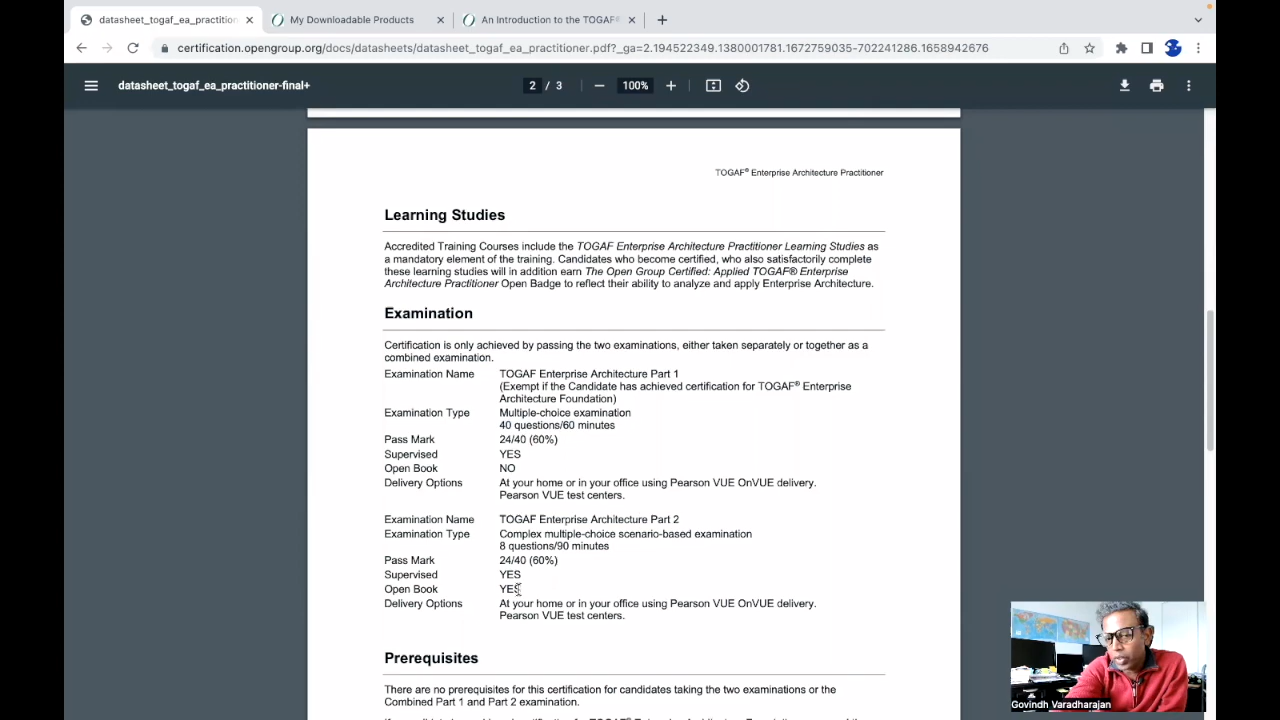 datasheet_togaf_ea_practitione
My Downloadable Products
An Introduction to the TOGAF®
certification.opengroup.org/docs/datasheets/datasheet_togaf_ea_practitioner.pdf?_ga=2.194522349.1380001781.1672759035-702241286.1658942676
datasheet_togaf_ea_practitioner-final+
2 / 3
100%
TOGAF® Enterprise Architecture Practitioner
Learning Studies
Accredited Training Courses include the TOGAF Enterprise Architecture Practitioner Learning Studies as
a mandatory element of the training. Candidates who become certified, who also satisfactorily complete
these learning studies will in addition earn The Open Group Certified: Applied TOGAF® Enterprise
Architecture Practitioner Open Badge to reflect their ability to analyze and apply Enterprise Architecture.
Examination
Certification is only achieved by passing the two examinations, either taken separately or together as a
combined examination.
Examination Name TOGAF Enterprise Architecture Part 1
(Exempt if the Candidate has achieved certification for TOGAF® Enterprise
Architecture Foundation)
Examination Type Multiple-choice examination
40 questions/60 minutes
Pass Mark 24/40 (60%)
Supervised YES
Open Book NO
Delivery Options At your home or in your office using Pearson VUE OnVUE delivery.
Pearson VUE test centers.
Examination Name TOGAF Enterprise Architecture Part 2
Examination Type Complex multiple-choice scenario-based examination
8 questions/90 minutes
Pass Mark 24/40 (60%)
Supervised YES
Open Book YES
Delivery Options At your home or in your office using Pearson VUE OnVUE delivery.
Pearson VUE test centers.
Prerequisites
There are no prerequisites for this certification for candidates taking the two examinations or the
Combined Part 1 and Part 2 examination.
Govindh Varadharajan